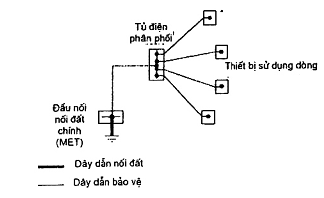 Tủ điện
phân phối
Thiết bị sử dụng dòng
Đầu nối
nối đất
chính
(MET)
Dây dẫn nối đất
Dây dẫn bảo vệ